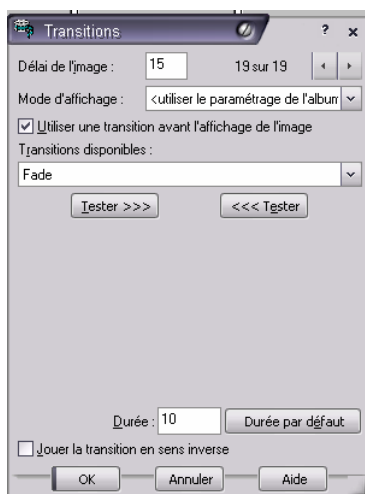 Transitions ? x
Délai de l'image : 15 19 sur 19
Mode d'affichage : <utiliser le paramétrage de l'album
Utiliser une transition avant l'affichage de l'image
Transitions disponibles :
Fade
Tester >>> <<< Tester
Durée : 10 Durée par défaut
Jouer la transition en sens inverse
OK Annuler Aide